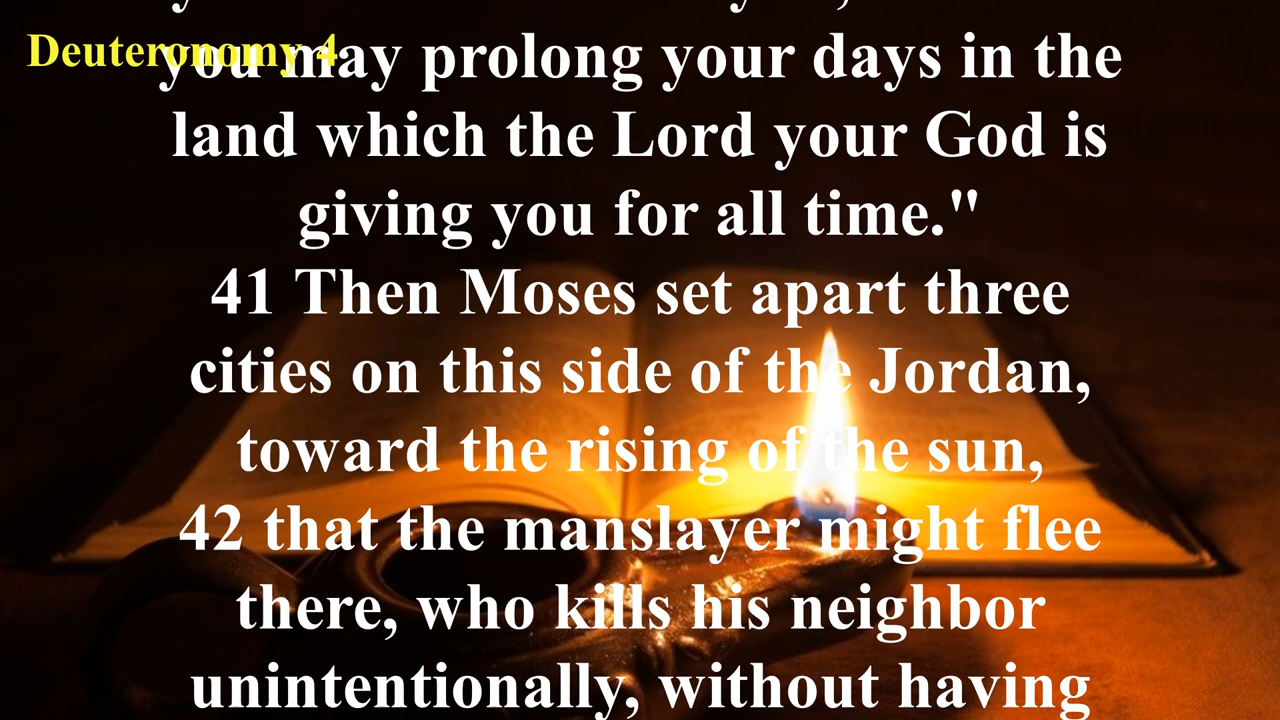 Deuteronomy 4
you may prolong your days in the
land which the Lord your God is
giving you for all time."
41 Then Moses set apart three
cities on this side of the Jordan,
toward the rising of the sun,
42 that the manslayer might flee
there, who kills his neighbor
unintentionally, without having